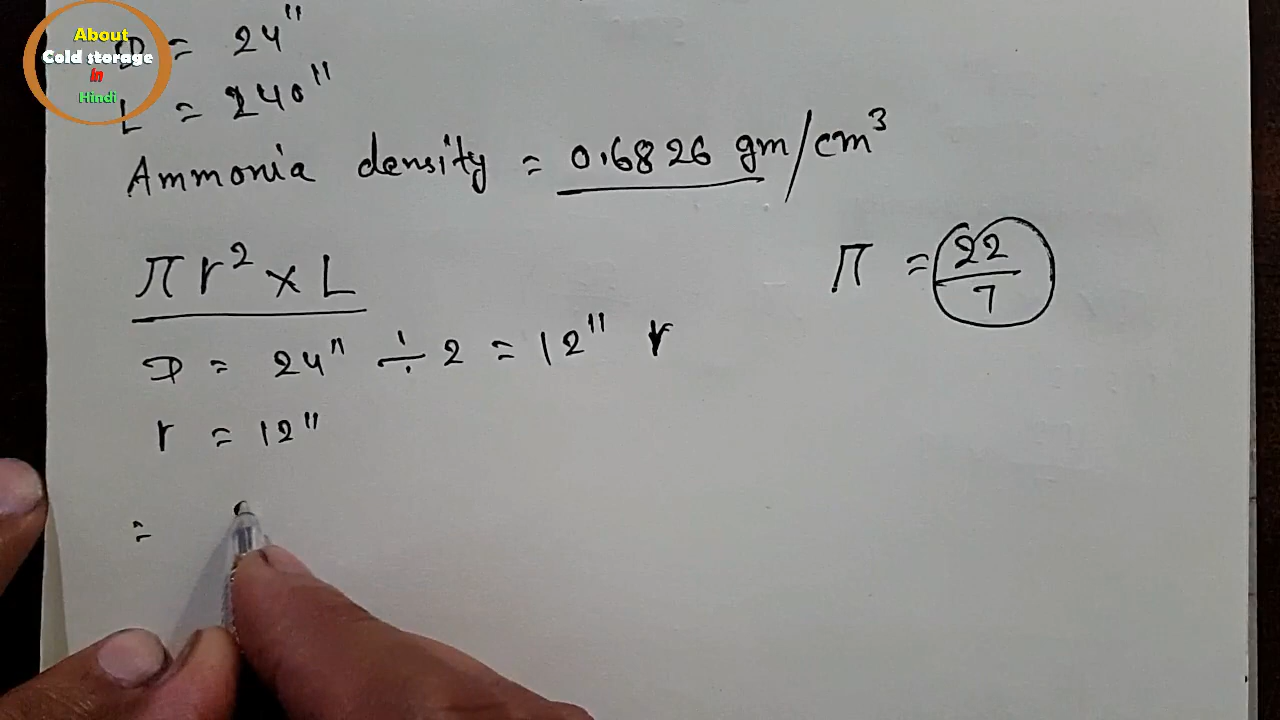 About
Cold storage
in
Hindi
D = 24"
L = 240"
Ammonia density = 0.6826 gm/cm³
πr² × L
π = 22/7
D = 24" ÷ 2 = 12" r
r = 12"
=